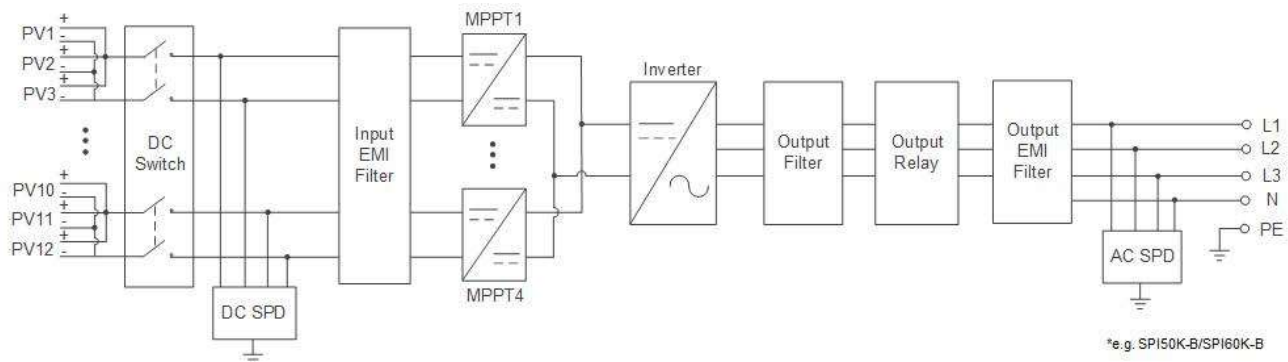 +
PV1
-
+
PV2
-
+
PV3
-
+
PV10
-
+
PV11
-
+
PV12
-
DC
Switch
DC SPD
Input
EMI
Filter
MPPT1
MPPT4
Inverter
Output
Filter
Output
Relay
Output
EMI
Filter
L1
L2
L3
N
PE
AC SPD
*e.g. SPI50K-B/SPI60K-B